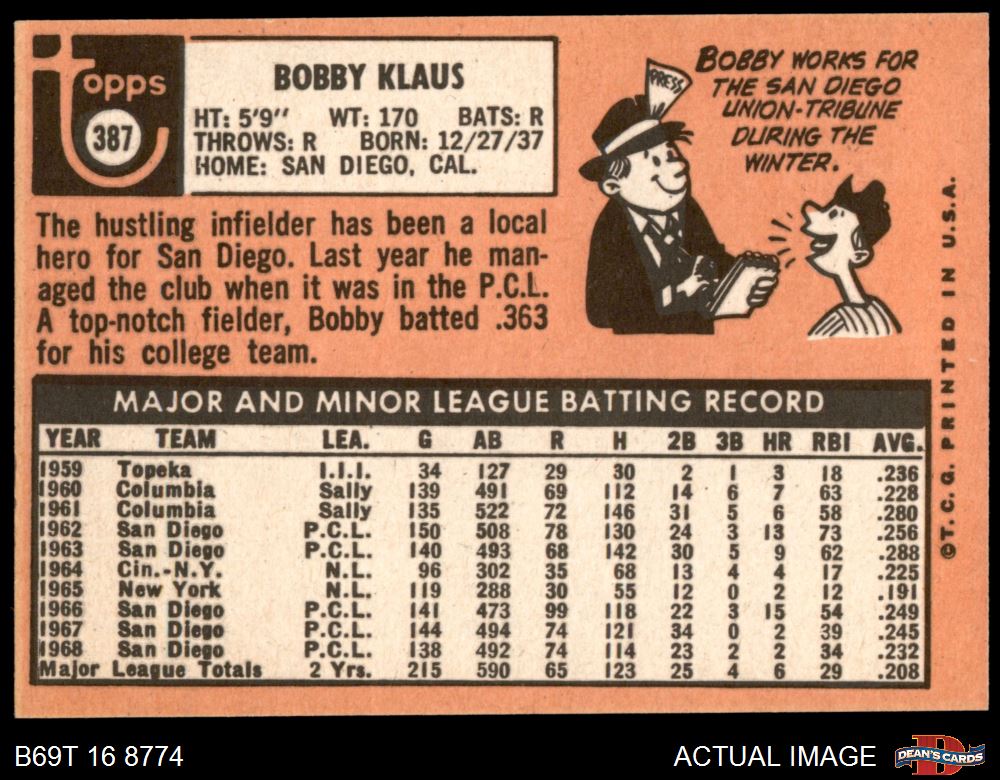 Topps
387
BOBBY KLAUS
HT: 5'9" WT: 170 BATS: R
THROWS: R BORN: 12/27/37
HOME: SAN DIEGO, CAL.
The hustling infielder has been a local
hero for San Diego. Last year he man-
aged the club when it was in the P.C.L.
A top-notch fielder, Bobby batted .363
for his college team.
PRESS
BOBBY WORKS FOR
THE SAN DIEGO
UNION-TRIBUNE
DURING THE
WINTER.
MAJOR AND MINOR LEAGUE BATTING RECORD
YEAR TEAM LEA. G AB R H 2B 3B HR RBI AVG.
1959 Topeka I.I.I. 34 127 29 30 2 1 3 18 .236
1960 Columbia Sally 139 491 69 112 14 6 7 63 .228
1961 Columbia Sally 135 522 72 146 31 5 6 58 .280
1962 San Diego P.C.L. 150 508 78 130 24 3 13 73 .256
1963 San Diego P.C.L. 140 493 68 142 30 5 9 62 .288
1964 Cin.-N.Y. N.L. 96 302 35 68 13 4 4 17 .225
1965 New York N.L. 119 288 30 55 12 0 2 12 .191
1966 San Diego P.C.L. 141 473 99 118 22 3 15 54 .249
1967 San Diego P.C.L. 144 494 74 121 34 0 2 39 .245
1968 San Diego P.C.L. 138 492 74 114 23 2 2 34 .232
Major League Totals 2 Yrs. 215 590 65 123 25 4 6 29 .208
©T.C.G. PRINTED IN U.S.A.
B69T 16 8774
ACTUAL IMAGE
DEAN'S CARDS